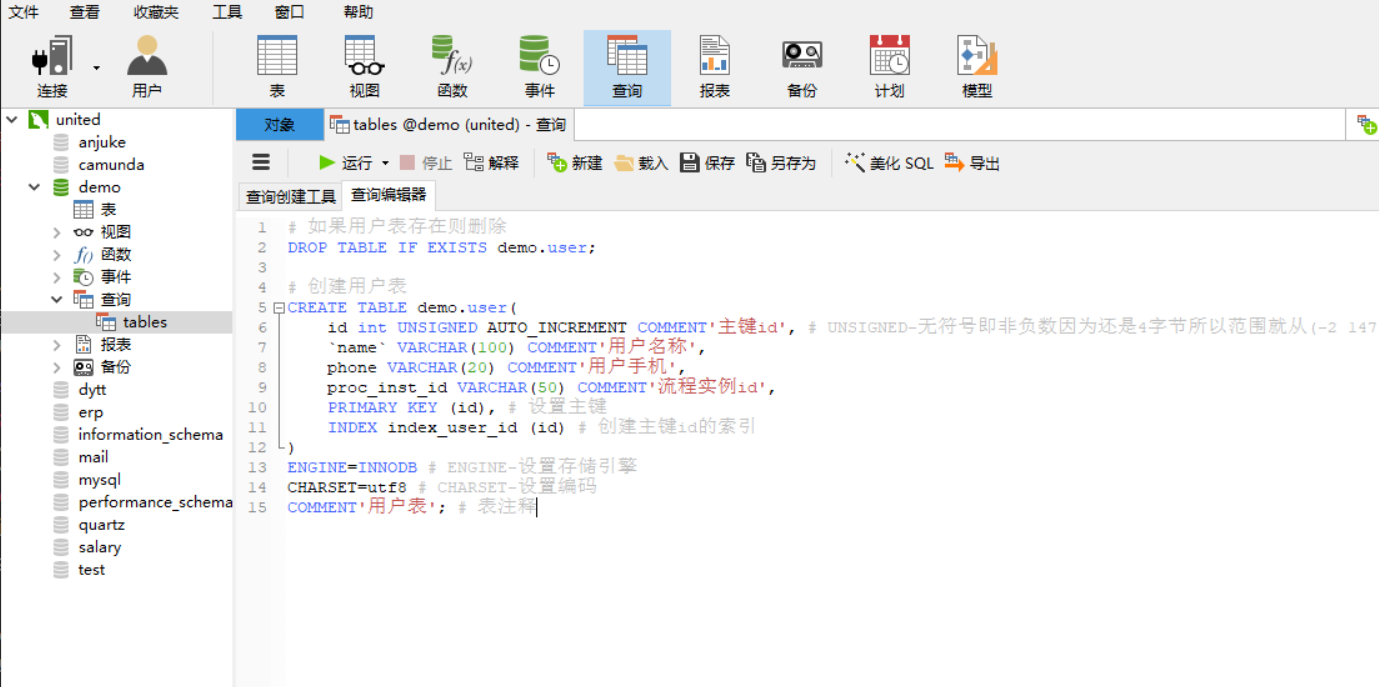 文件 查看 收藏夹 工具 窗口 帮助
连接 用户 表 视图 函数 事件 查询 报表 备份 计划 模型
united
anjuke
camunda
demo
表
视图
函数
事件
查询
tables
报表
备份
dytt
erp
information_schema
mail
mysql
performance_schema
quartz
salary
test
对象 tables @demo (united) - 查询
运行 停止 解释 新建 载入 保存 另存为 美化 SQL 导出
查询创建工具 查询编辑器
1 # 如果用户表存在则删除
2 DROP TABLE IF EXISTS demo.user;
3
4 # 创建用户表
5 CREATE TABLE demo.user(
6 id int UNSIGNED AUTO_INCREMENT COMMENT'主键id', # UNSIGNED-无符号即非负数因为还是4字节所以范围就从(-2 147
7 `name` VARCHAR(100) COMMENT'用户名称',
8 phone VARCHAR(20) COMMENT'用户手机',
9 proc_inst_id VARCHAR(50) COMMENT'流程实例id',
10 PRIMARY KEY (id), # 设置主键
11 INDEX index_user_id (id) # 创建主键id的索引
12 )
13 ENGINE=INNODB # ENGINE-设置存储引擎
14 CHARSET=utf8 # CHARSET-设置编码
15 COMMENT'用户表'; # 表注释